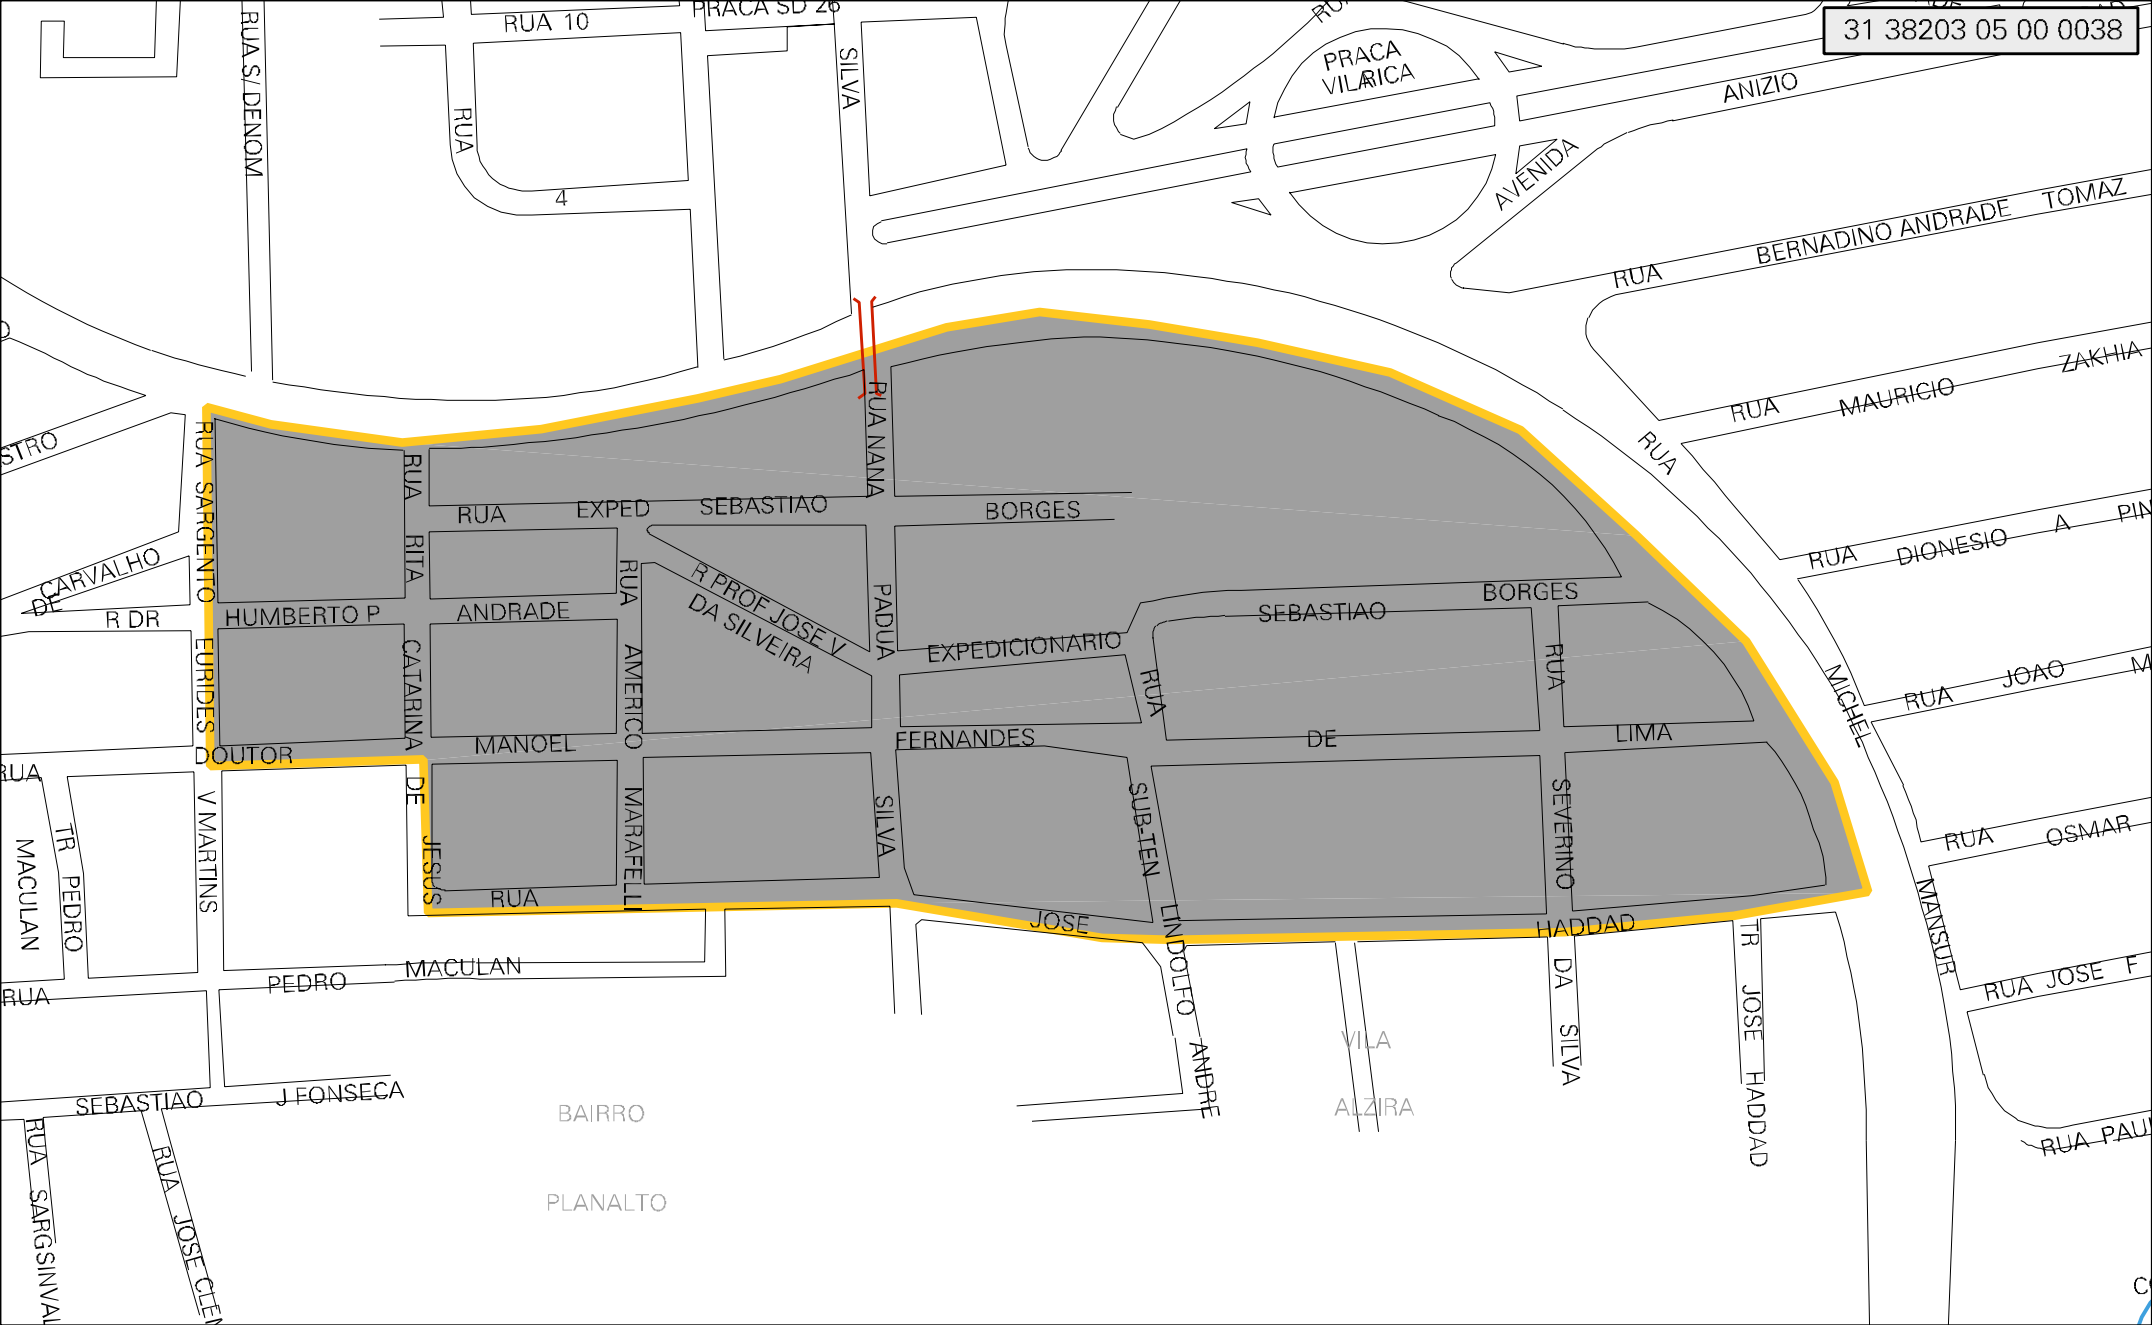 31 38203 05 00 0038
RUA 10
PRACA SD 26
RUA S/ DENOM
RUA
4
SILVA
PRACA
VILA RICA
ANIZIO
AVENIDA
RUA BERNADINO ANDRADE TOMAZ
RUA MAURICIO ZAKHIA
RUA MICHEL MANSUR
RUA DIONESIO A PIN
RUA JOAO M
RUA OSMAR
RUA JOSE F
RUA PAUL
STRO
CARVALHO
DE
R DR HUMBERTO P ANDRADE
RUA SARGENTO EURIDES V MARTINS
RUA RITA CATARINA DE JESUS
RUA EXPED SEBASTIAO BORGES
RUA NANA PADUA SILVA
R PROF JOSE V
DA SILVEIRA
RUA AMERICO MARAFELLI
EXPEDICIONARIO SEBASTIAO BORGES
RUA SUB-TEN LINDOLFO ANDRE
RUA SEVERINO DA SILVA
RUA DOUTOR MANOEL FERNANDES DE LIMA
RUA JOSE HADDAD
TR JOSE HADDAD
MACULAN
TR PEDRO
RUA PEDRO MACULAN
SEBASTIAO J FONSECA
RUA SARGSINVAL
RUA JOSE CLEM
BAIRRO
PLANALTO
VILA
ALZIRA